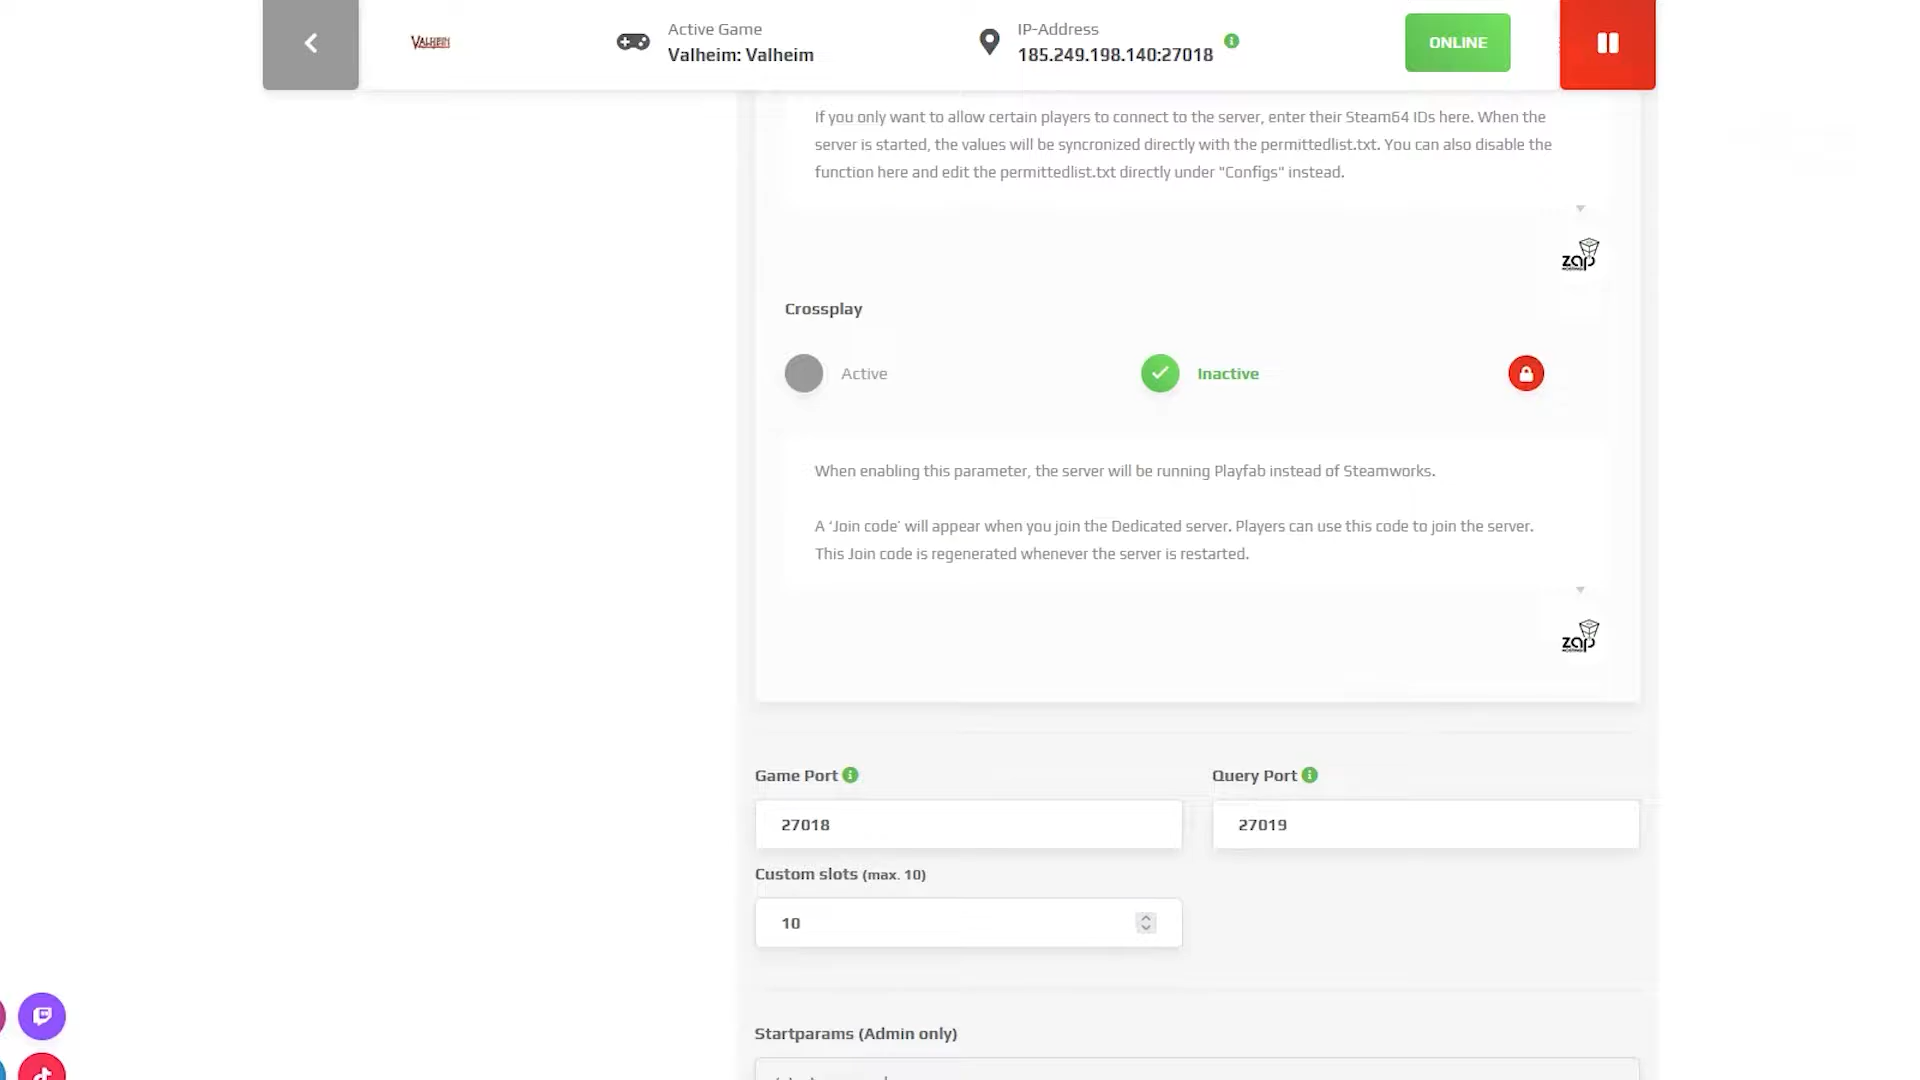 VALHEIM
Active Game
Valheim: Valheim
IP-Address
185.249.198.140:27018
ONLINE
If you only want to allow certain players to connect to the server, enter their Steam64 IDs here. When the
server is started, the values will be syncronized directly with the permittedlist.txt. You can also disable the
function here and edit the permittedlist.txt directly under "Configs" instead.
zap
HOSTING
Crossplay
Active
Inactive
When enabling this parameter, the server will be running Playfab instead of Steamworks.
A 'Join code' will appear when you join the Dedicated server. Players can use this code to join the server.
This Join code is regenerated whenever the server is restarted.
zap
HOSTING
Game Port
Query Port
27018
27019
Custom slots (max. 10)
10
Startparams (Admin only)